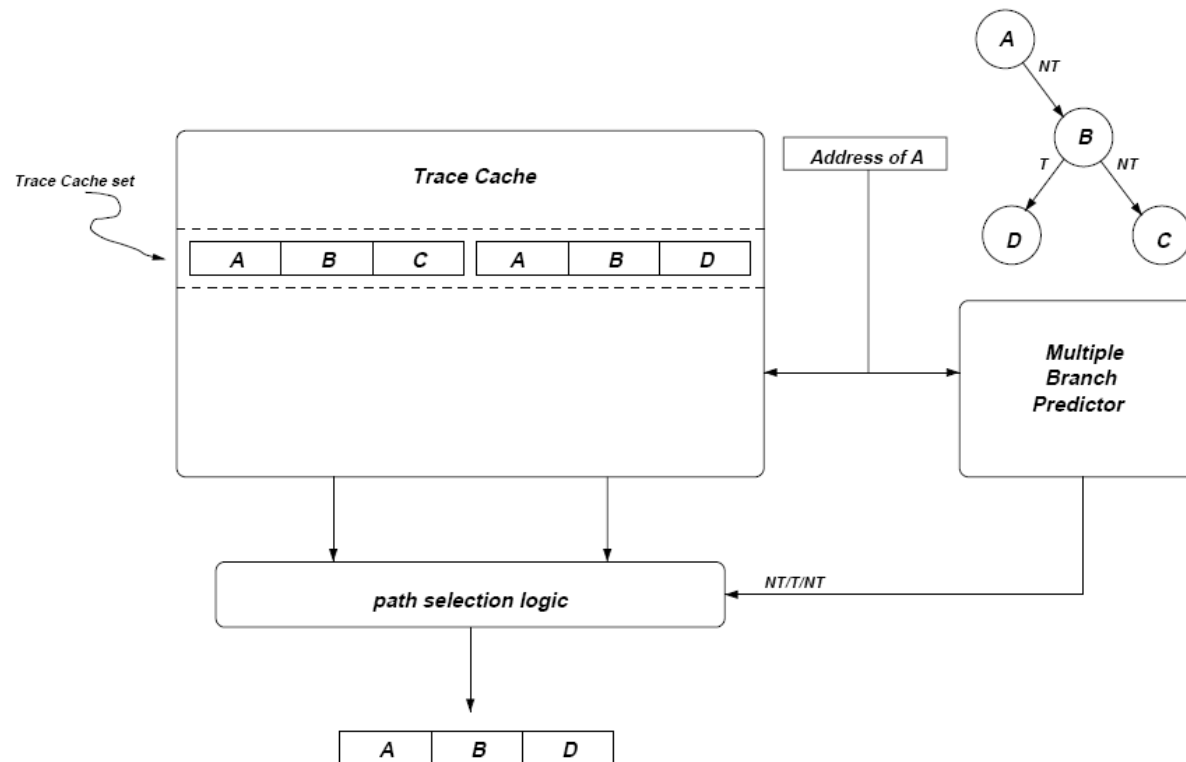 A
NT
B
Address of A
T
NT
Trace Cache
Trace Cache set
D
C
A B C A B D
Multiple
Branch
Predictor
NT/T/NT
path selection logic
A B D